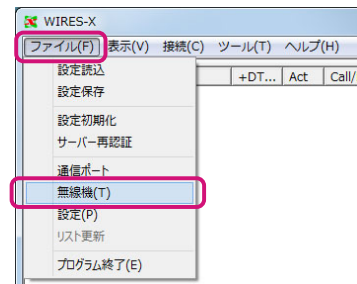 WIRES-X
ファイル(F) 表示(V) 接続(C) ツール(T) ヘルプ(H)
+DT... Act Call/
設定読込
設定保存
設定初期化
サーバー再認証
通信ポート
無線機(T)
設定(P)
リスト更新
プログラム終了(E)